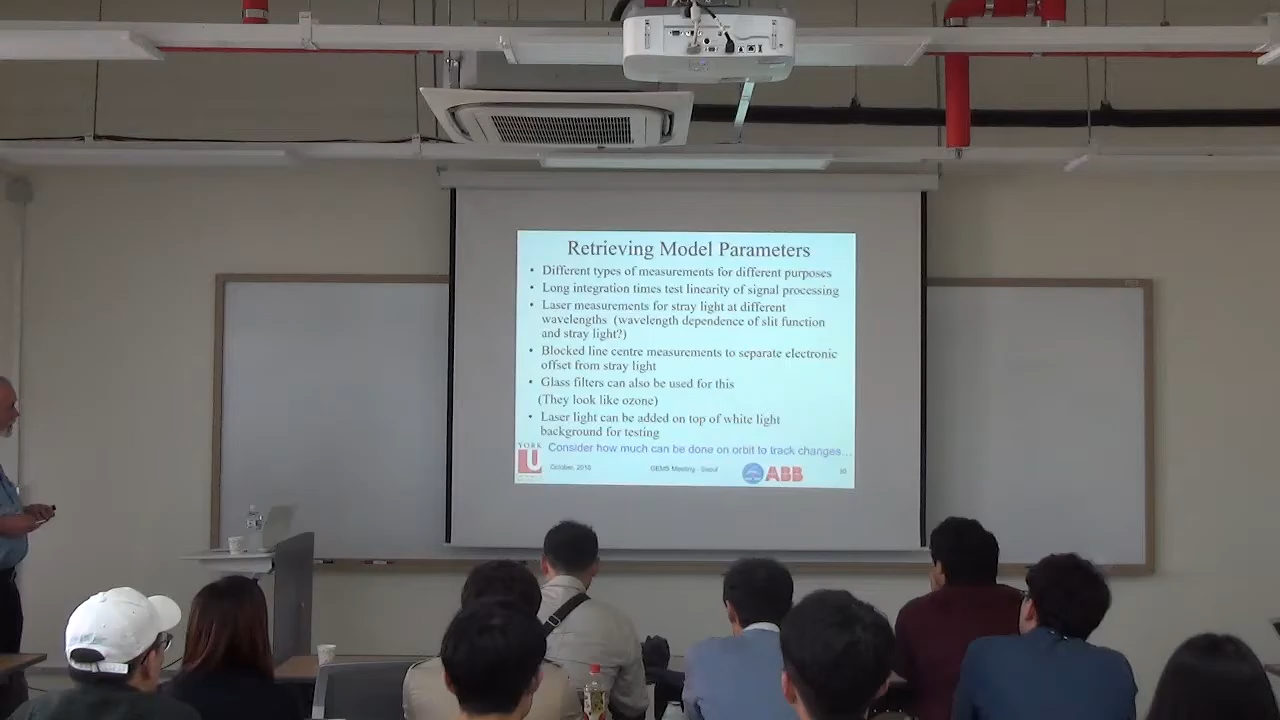 Retrieving Model Parameters
• Different types of measurements for different purposes
• Long integration times test linearity of signal processing
• Laser measurements for stray light at different
wavelengths (wavelength dependence of slit function
and stray light?)
• Blocked line centre measurements to separate electronic
offset from stray light
• Glass filters can also be used for this
(They look like ozone)
• Laser light can be added on top of white light
background for testing
Consider how much can be done on orbit to track changes…
YORK
U
October, 2016
GEMS Meeting - Seoul
ABB